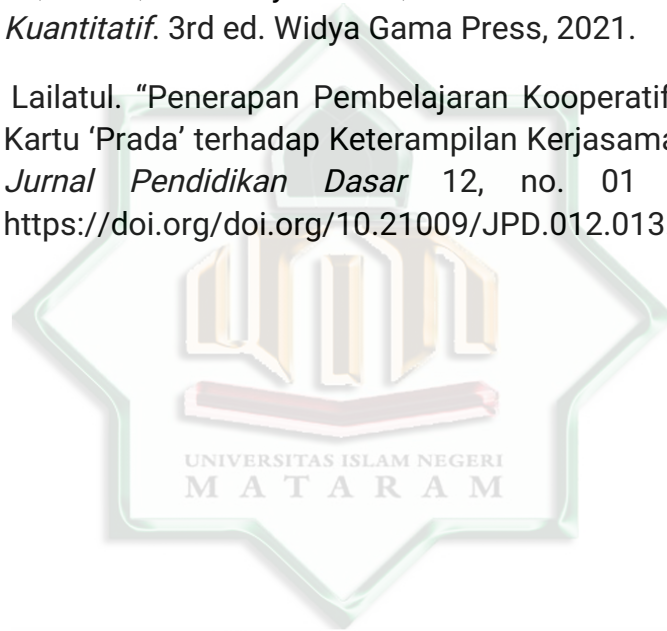 Kuantitatif. 3rd ed. Widya Gama Press, 2021.
Lailatul. “Penerapan Pembelajaran Kooperatif
Kartu ‘Prada’ terhadap Keterampilan Kerjasama
Jurnal Pendidikan Dasar 12, no. 01
https://doi.org/doi.org/10.21009/JPD.012.013
UNIVERSITAS ISLAM NEGERI
MATARAM